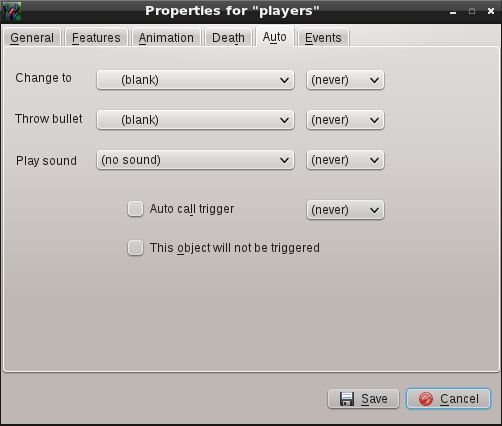 Properties for "players"
General Features Animation Death Auto Events
Change to (blank) (never)
Throw bullet (blank) (never)
Play sound (no sound) (never)
Auto call trigger (never)
This object will not be triggered
Save Cancel